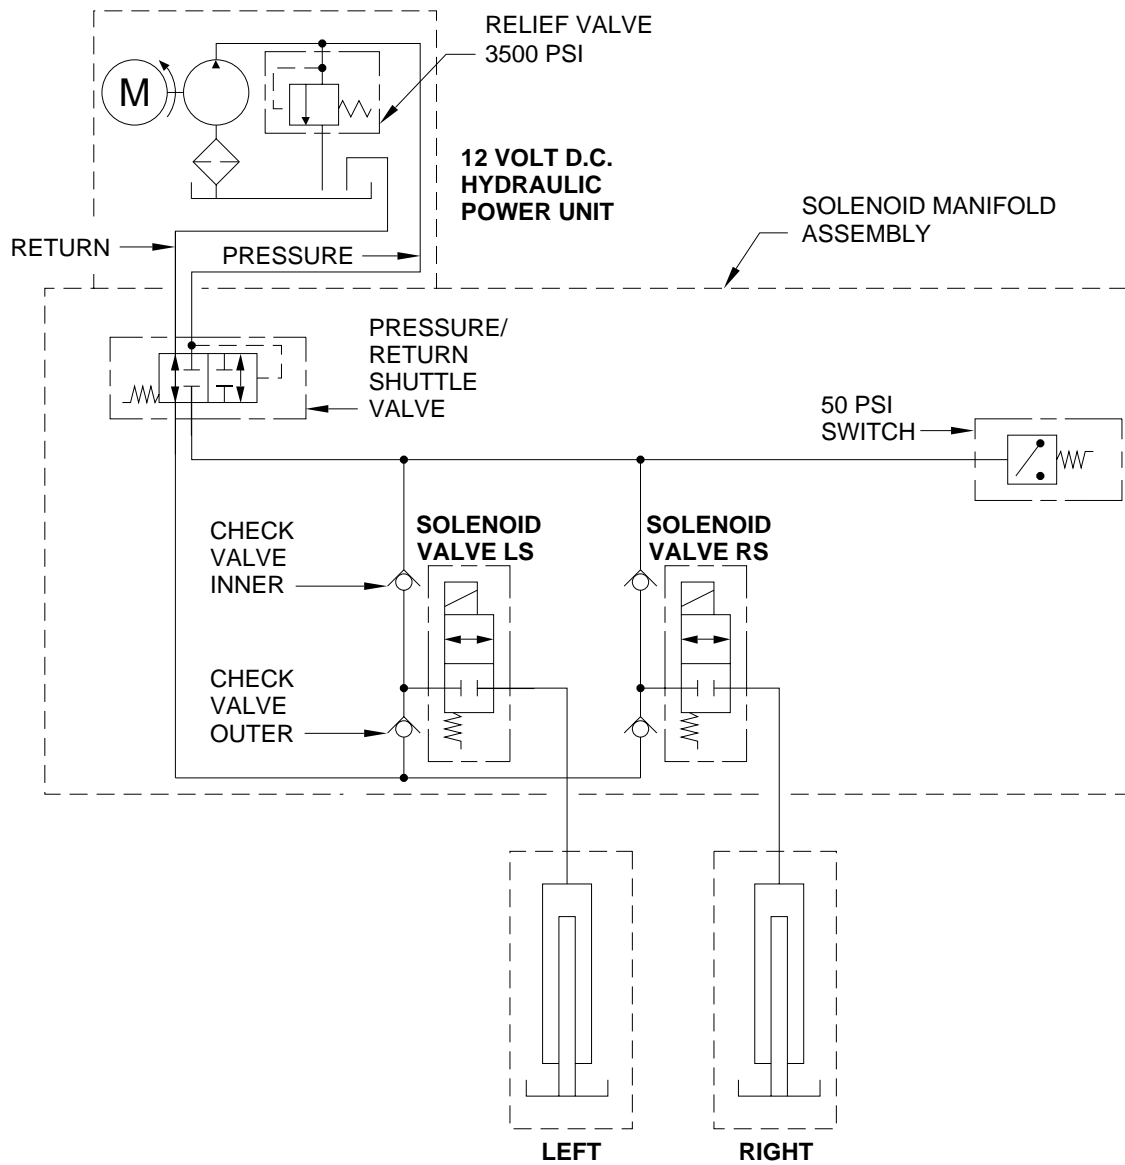 RELIEF VALVE
3500 PSI
M
12 VOLT D.C.
HYDRAULIC
POWER UNIT
SOLENOID MANIFOLD
ASSEMBLY
RETURN
PRESSURE
PRESSURE/
RETURN
SHUTTLE
VALVE
50 PSI
SWITCH
CHECK
VALVE
INNER
SOLENOID
VALVE LS
SOLENOID
VALVE RS
CHECK
VALVE
OUTER
LEFT
RIGHT